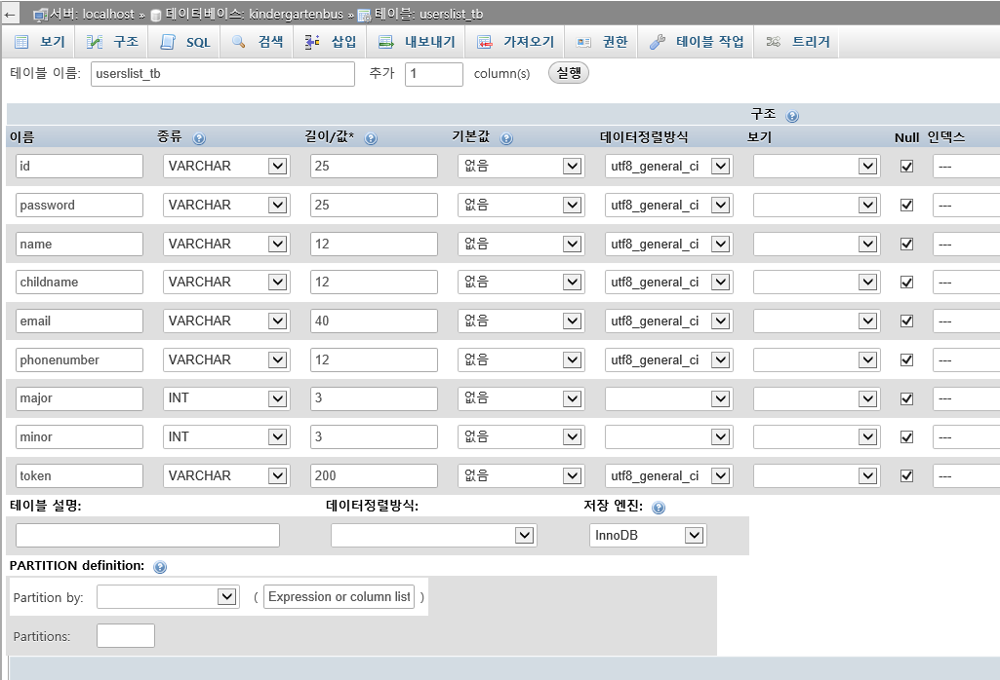 ← 서버: localhost » 데이터베이스: kindergartenbus » 테이블: userslist_tb
보기 구조 SQL 검색 삽입 내보내기 가져오기 권한 테이블 작업 트리거
테이블 이름: userslist_tb 추가 1 column(s) 실행
구조
이름 종류 길이/값* 기본값 데이터정렬방식 보기 Null 인덱스
id VARCHAR 25 없음 utf8_general_ci ---
password VARCHAR 25 없음 utf8_general_ci ---
name VARCHAR 12 없음 utf8_general_ci ---
childname VARCHAR 12 없음 utf8_general_ci ---
email VARCHAR 40 없음 utf8_general_ci ---
phonenumber VARCHAR 12 없음 utf8_general_ci ---
major INT 3 없음 ---
minor INT 3 없음 ---
token VARCHAR 200 없음 utf8_general_ci ---
테이블 설명: 데이터정렬방식: 저장 엔진:
InnoDB
PARTITION definition:
Partition by: ( Expression or column list )
Partitions: